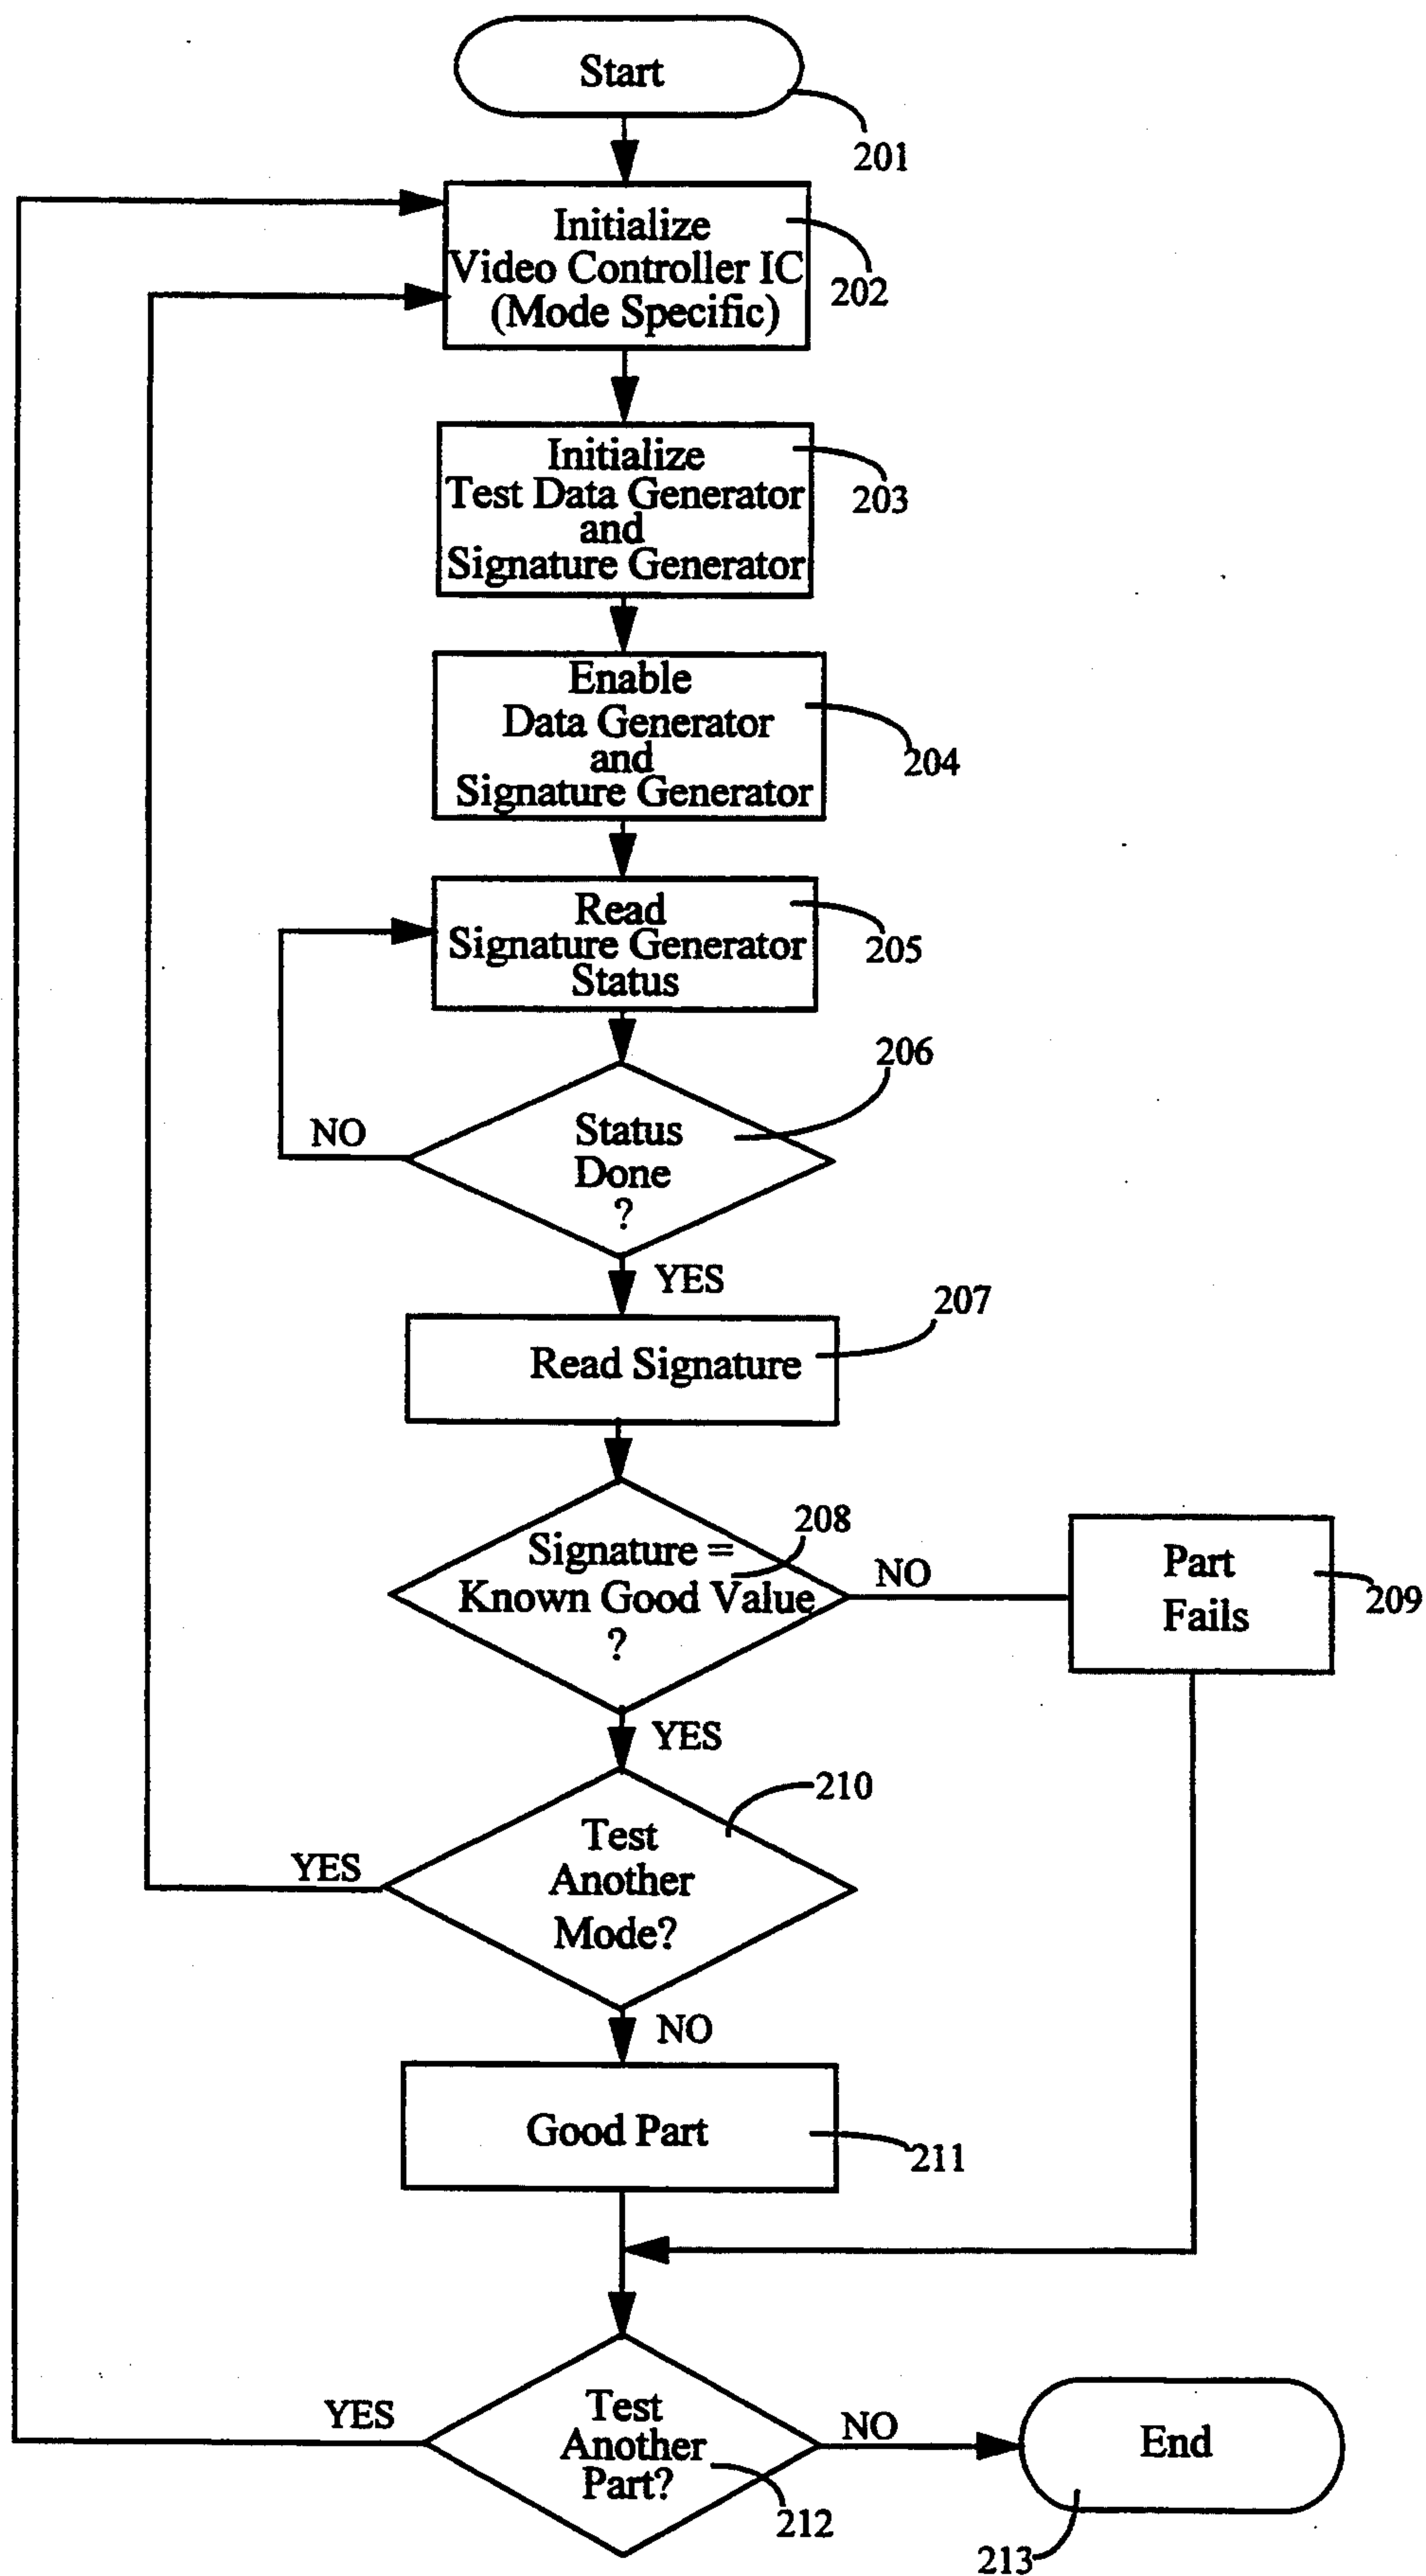 Start
201
Initialize
Video Controller IC
(Mode Specific)
202
Initialize
Test Data Generator
and
Signature Generator
203
Enable
Data Generator
and
Signature Generator
204
Read
Signature Generator
Status
205
206
Status
Done
?
NO
YES
207
Read Signature
208
Signature =
Known Good Value
?
NO
Part
Fails
209
YES
210
Test
Another
Mode?
YES
NO
Good Part
211
Test
Another
Part?
YES
NO
212
End
213